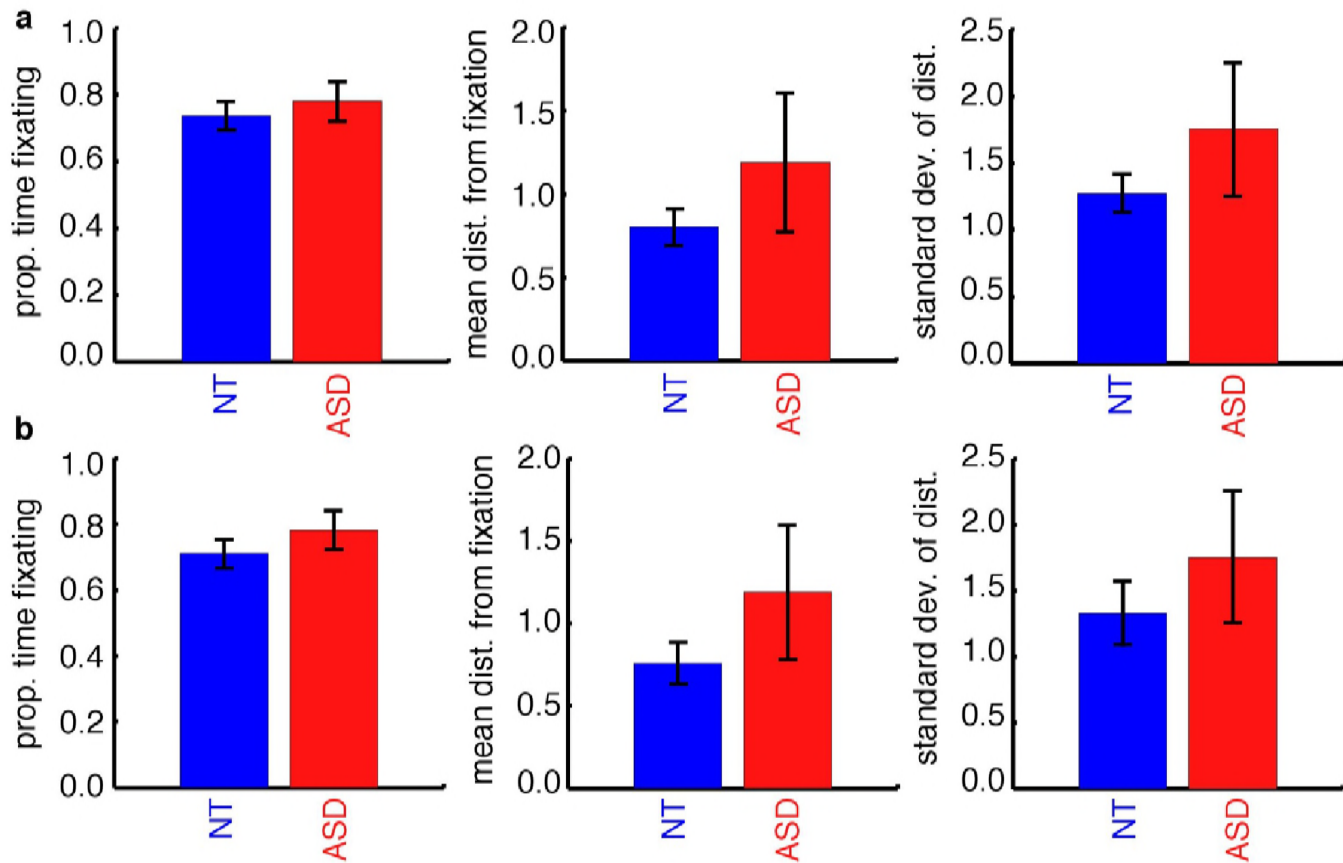 a
prop. time fixating
1.0
0.8
0.6
0.4
0.2
0.0
NT
ASD
mean dist. from fixation
2.0
1.5
1.0
0.5
0.0
NT
ASD
standard dev. of dist.
2.5
2.0
1.5
1.0
0.5
0.0
NT
ASD
b
prop. time fixating
1.0
0.8
0.6
0.4
0.2
0.0
NT
ASD
mean dist. from fixation
2.0
1.5
1.0
0.5
0.0
NT
ASD
standard dev. of dist.
2.5
2.0
1.5
1.0
0.5
0.0
NT
ASD